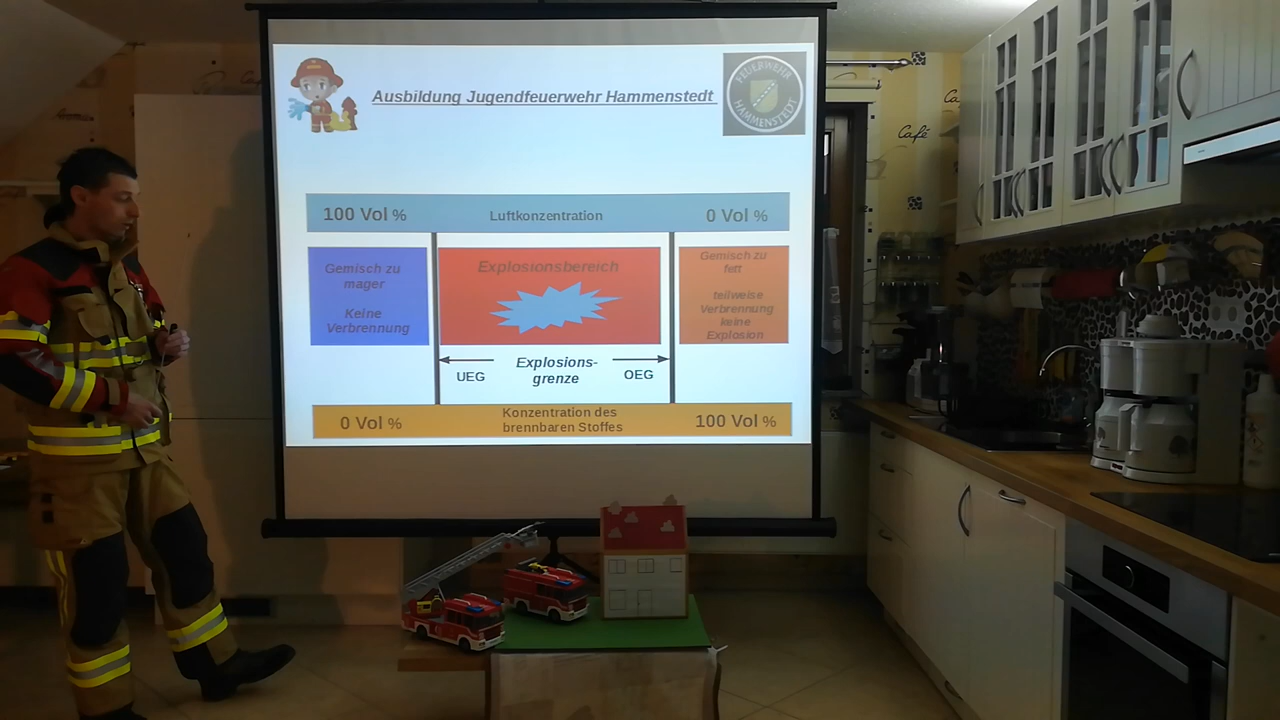 Ausbildung Jugendfeuerwehr Hammenstedt
FEUERWEHR
HAMMENSTEDT
100 Vol %
Luftkonzentration
0 Vol %
Gemisch zu
mager
Keine
Verbrennung
Explosionsbereich
Gemisch zu
fett
teilweise
Verbrennung
keine
Explosion
UEG
Explosions-
grenze
OEG
0 Vol %
Konzentration des
brennbaren Stoffes
100 Vol %
Café